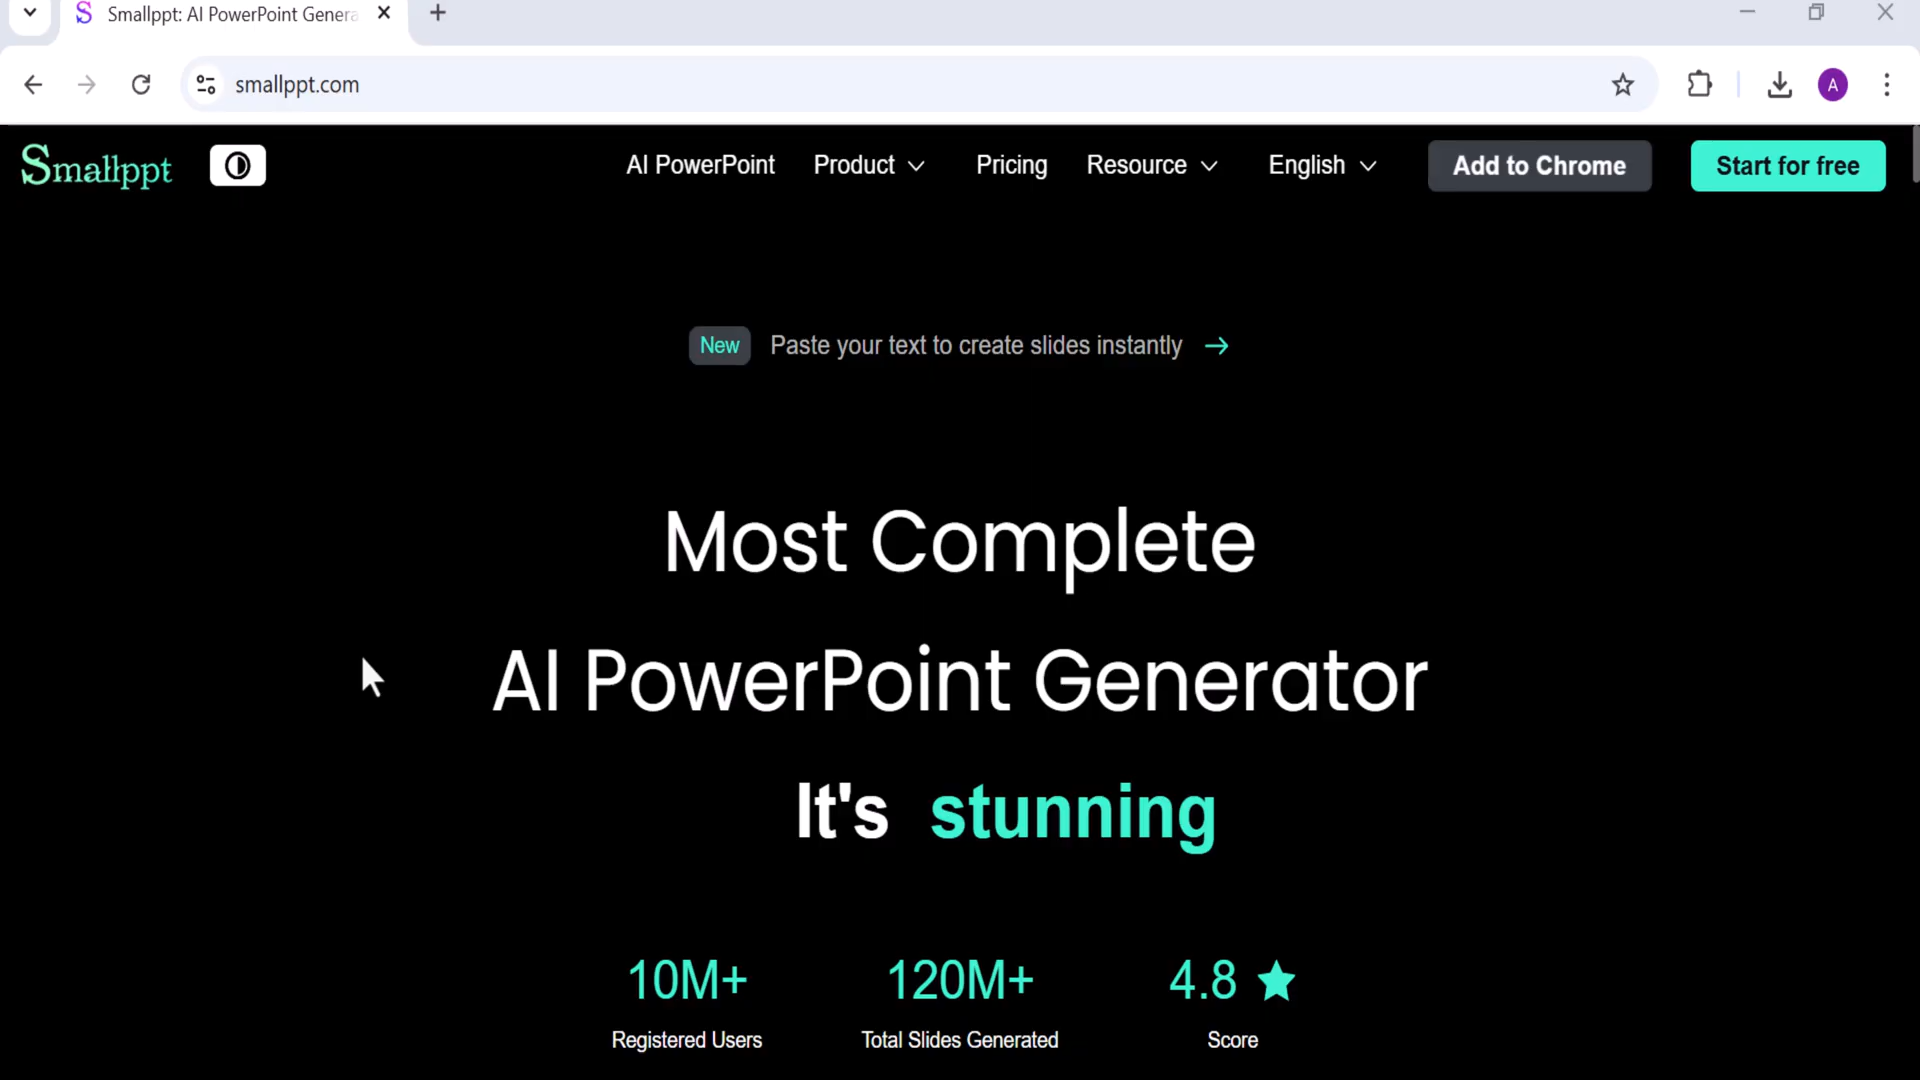 Smallppt: AI PowerPoint Genera
smallppt.com
A
Smallppt
AI PowerPoint
Product
Pricing
Resource
English
Add to Chrome
Start for free
New
Paste your text to create slides instantly
Most Complete
AI PowerPoint Generator
It's stunning
10M+
120M+
4.8
Registered Users
Total Slides Generated
Score